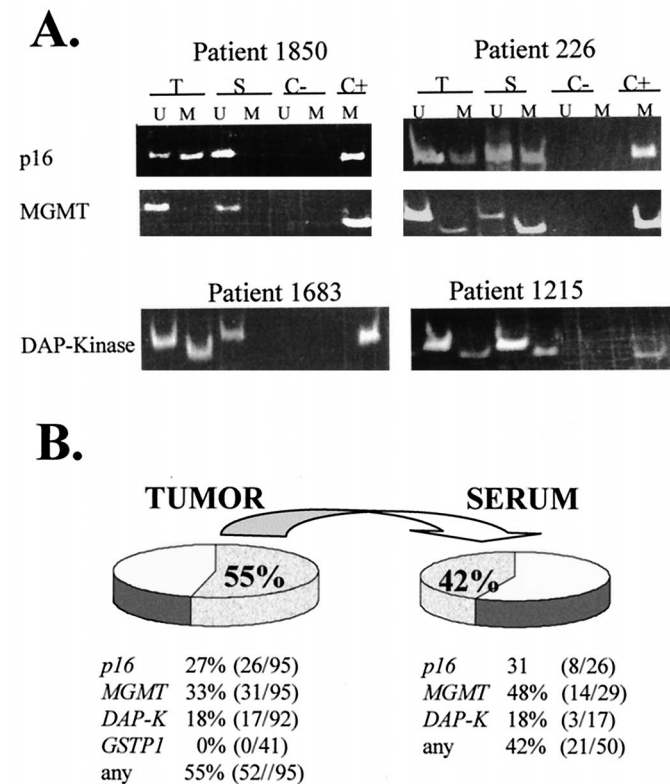 A.
Patient 1850 Patient 226
T S C- C+ T S C- C+
U M U M U M M U M U M U M M
p16
MGMT
Patient 1683 Patient 1215
DAP-Kinase
B.
TUMOR SERUM
55% 42%
p16 27% (26/95) p16 31 (8/26)
MGMT 33% (31/95) MGMT 48% (14/29)
DAP-K 18% (17/92) DAP-K 18% (3/17)
GSTP1 0% (0/41) any 42% (21/50)
any 55% (52//95)